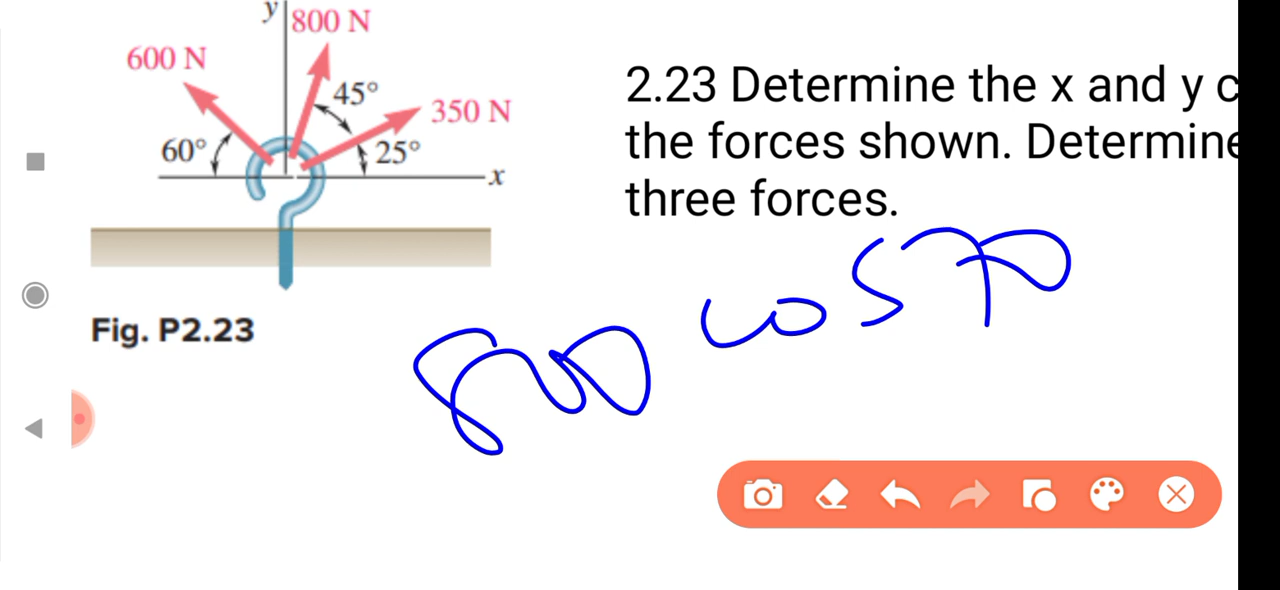 y
800 N
600 N
45°
350 N
60°
25°
x
2.23 Determine the x and y c
the forces shown. Determine
three forces.
800 cos 70
Fig. P2.23